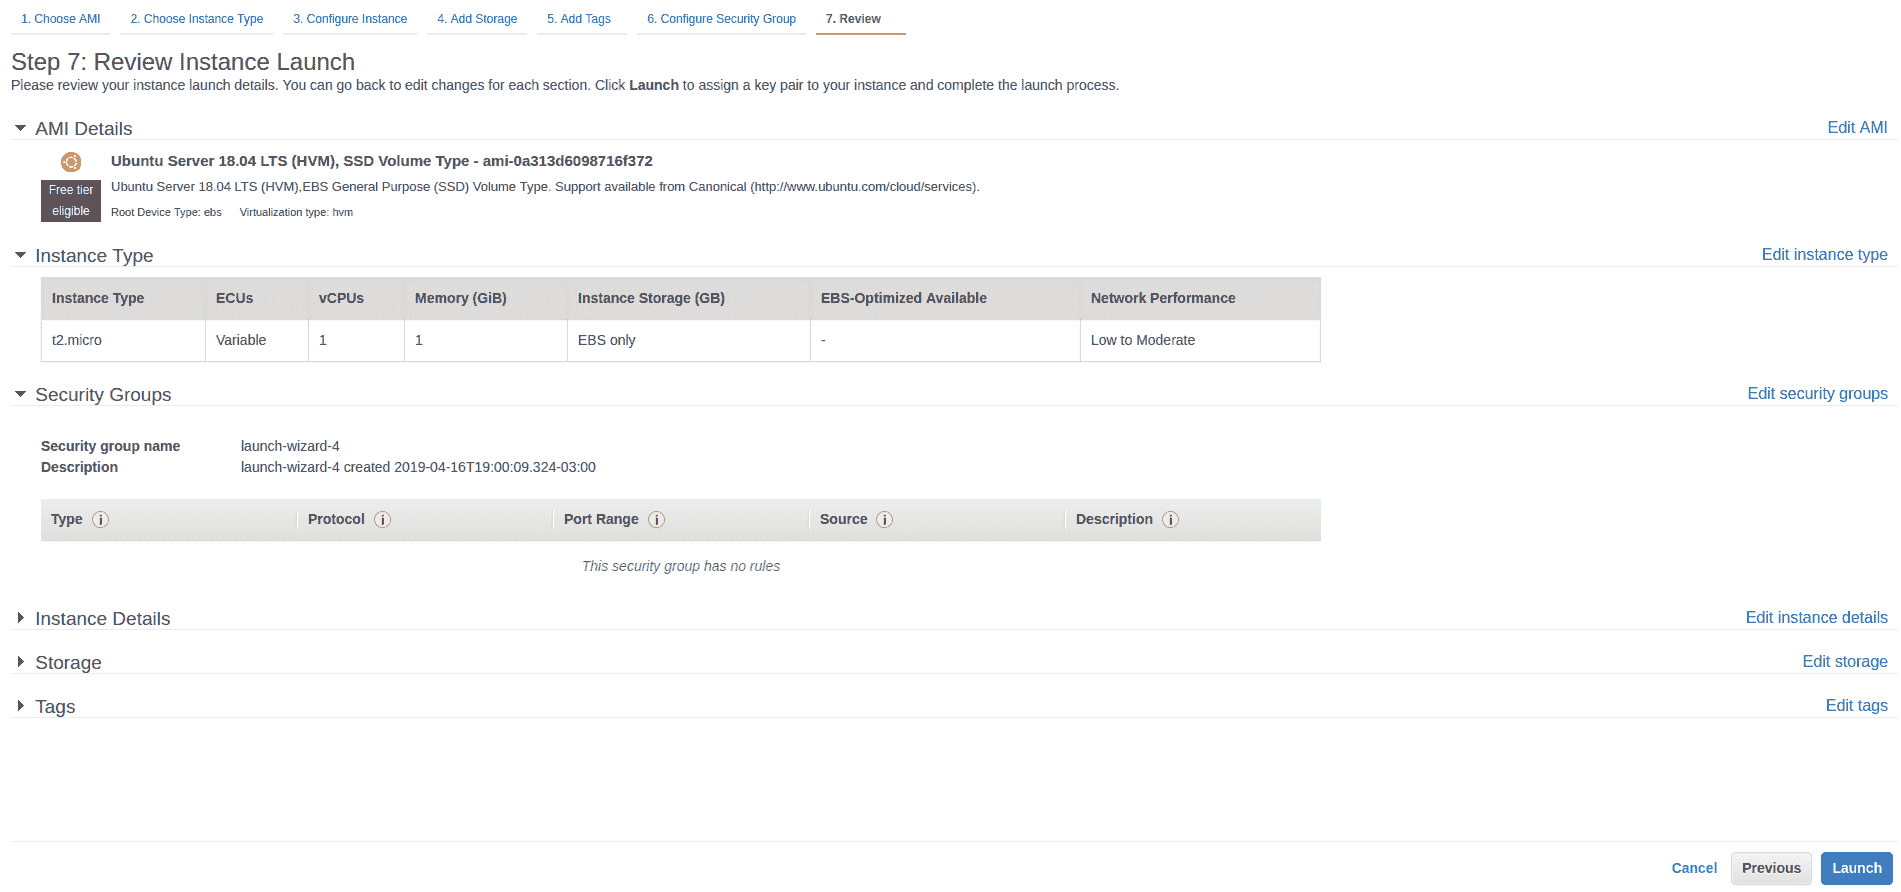 1. Choose AMI 2. Choose Instance Type 3. Configure Instance 4. Add Storage 5. Add Tags 6. Configure Security Group 7. Review
Step 7: Review Instance Launch
Please review your instance launch details. You can go back to edit changes for each section. Click Launch to assign a key pair to your instance and complete the launch process.
AMI Details Edit AMI
Ubuntu Server 18.04 LTS (HVM), SSD Volume Type - ami-0a313d6098716f372
Free tier
eligible
Ubuntu Server 18.04 LTS (HVM),EBS General Purpose (SSD) Volume Type. Support available from Canonical (http://www.ubuntu.com/cloud/services).
Root Device Type: ebs Virtualization type: hvm
Instance Type Edit instance type
Instance Type ECUs vCPUs Memory (GiB) Instance Storage (GB) EBS-Optimized Available Network Performance
t2.micro Variable 1 1 EBS only - Low to Moderate
Security Groups Edit security groups
Security group name launch-wizard-4
Description launch-wizard-4 created 2019-04-16T19:00:09.324-03:00
Type i Protocol i Port Range i Source i Description i
This security group has no rules
Instance Details Edit instance details
Storage Edit storage
Tags Edit tags
Cancel Previous Launch